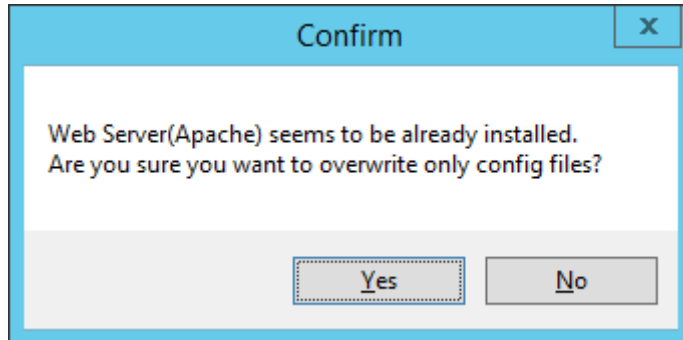 Confirm
x
Web Server(Apache) seems to be already installed.
Are you sure you want to overwrite only config files?
Yes
No